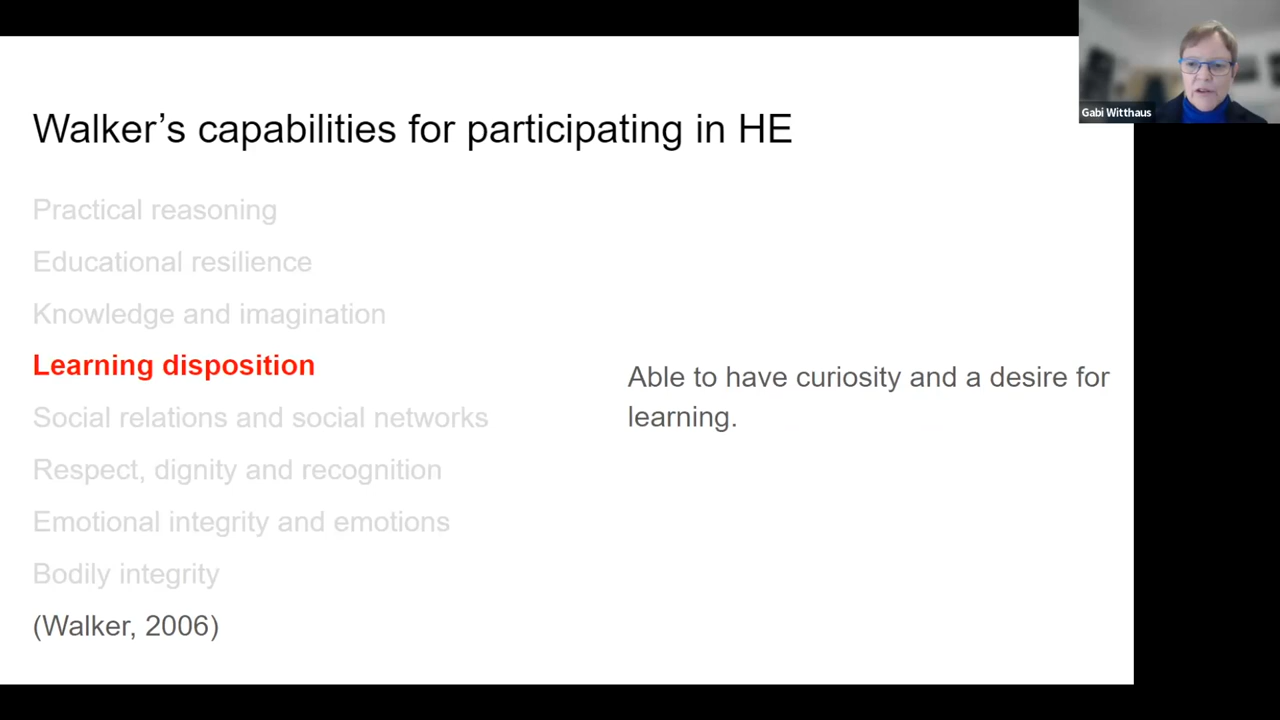 Gabi Witthaus
Walker’s capabilities for participating in HE
Practical reasoning
Educational resilience
Knowledge and imagination
Learning disposition
Able to have curiosity and a desire for
learning.
Social relations and social networks
Respect, dignity and recognition
Emotional integrity and emotions
Bodily integrity
(Walker, 2006)